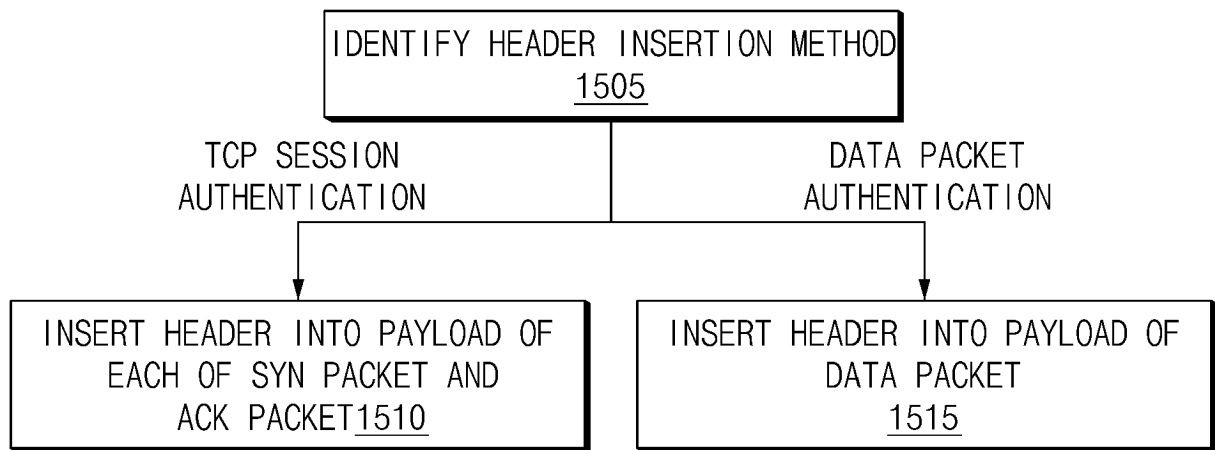 IDENTIFY HEADER INSERTION METHOD
1505
TCP SESSION
AUTHENTICATION
DATA PACKET
AUTHENTICATION
INSERT HEADER INTO PAYLOAD OF
EACH OF SYN PACKET AND
ACK PACKET1510
INSERT HEADER INTO PAYLOAD OF
DATA PACKET
1515